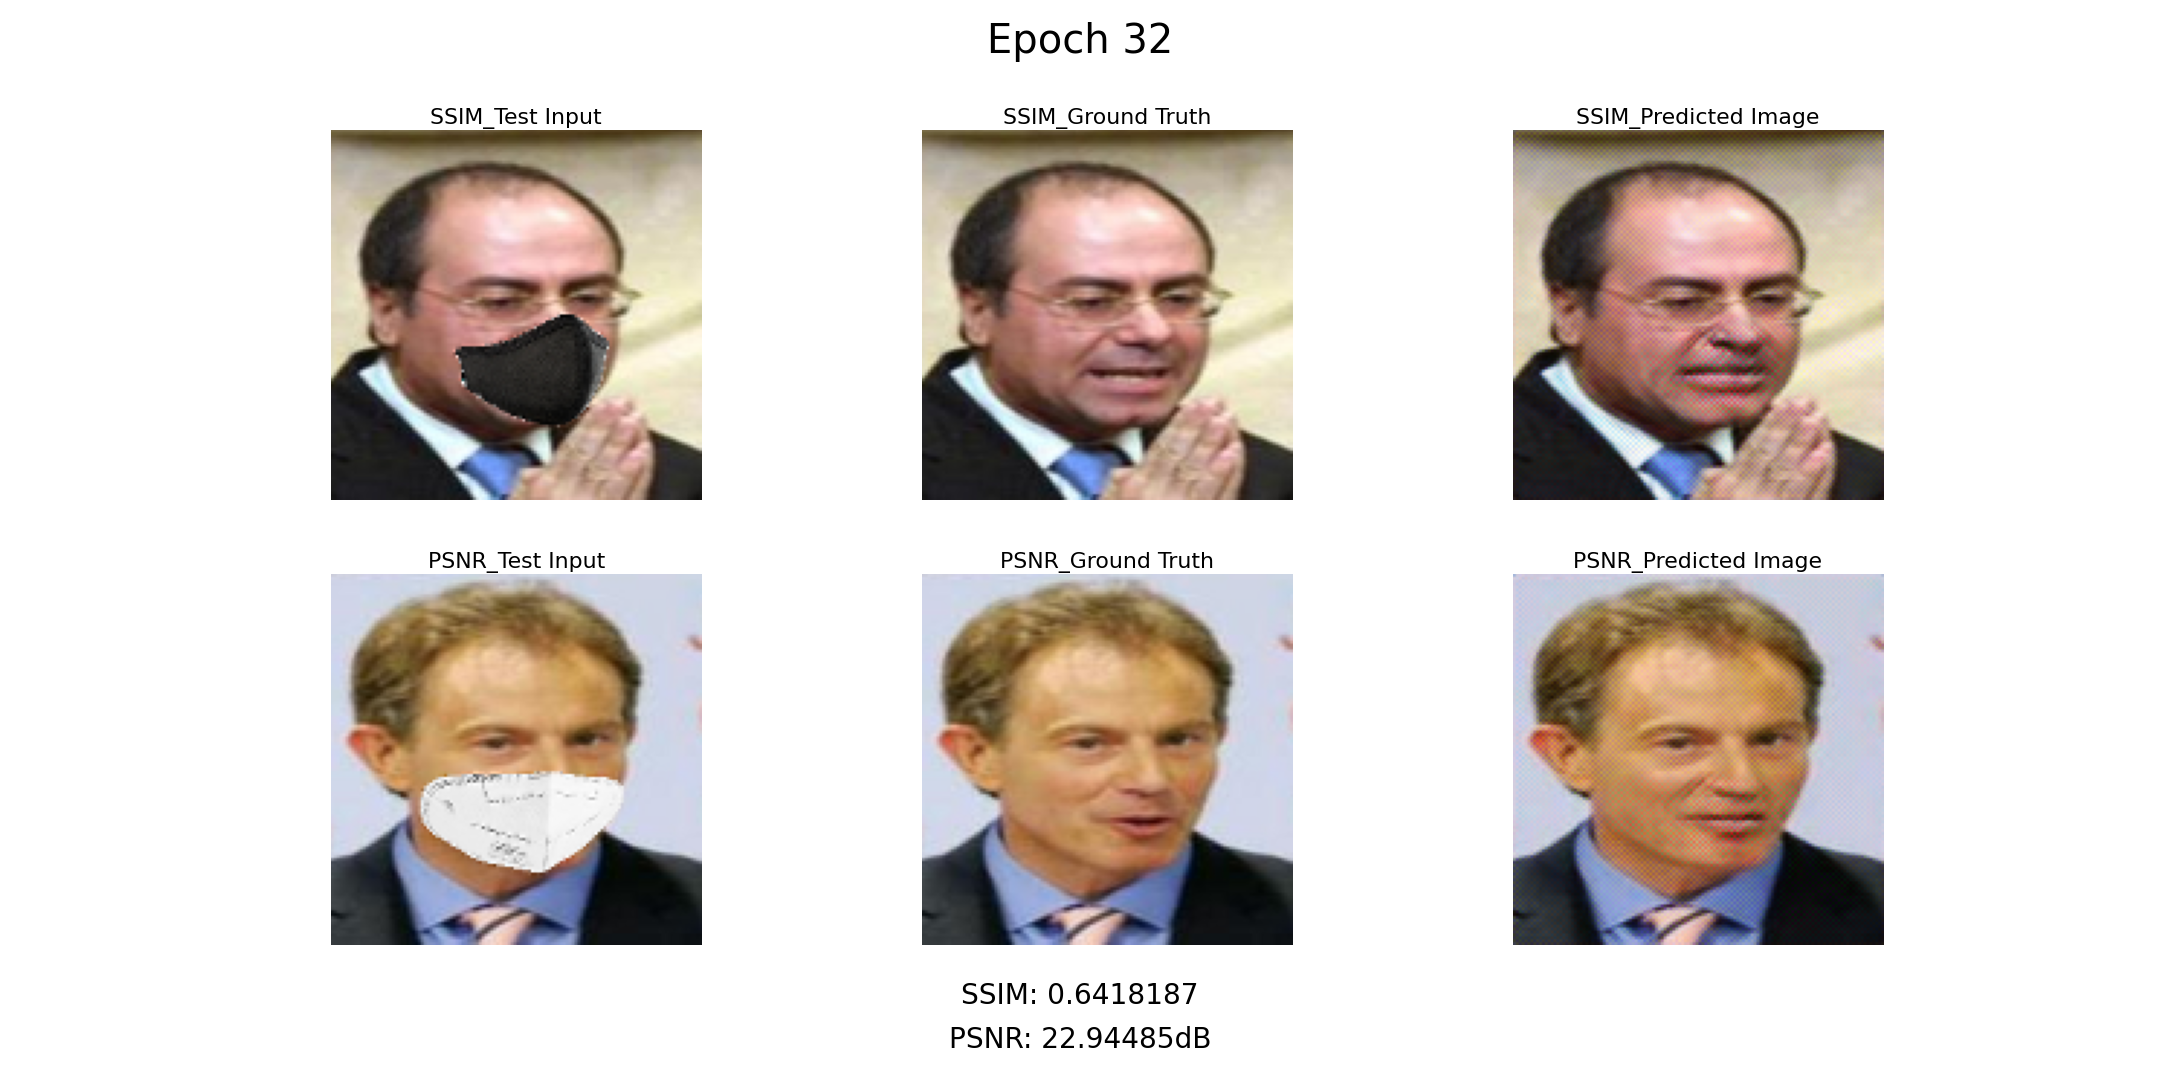 Epoch 32
SSIM_Test Input
SSIM_Ground Truth
SSIM_Predicted Image
PSNR_Test Input
PSNR_Ground Truth
PSNR_Predicted Image
SSIM: 0.6418187
PSNR: 22.94485dB